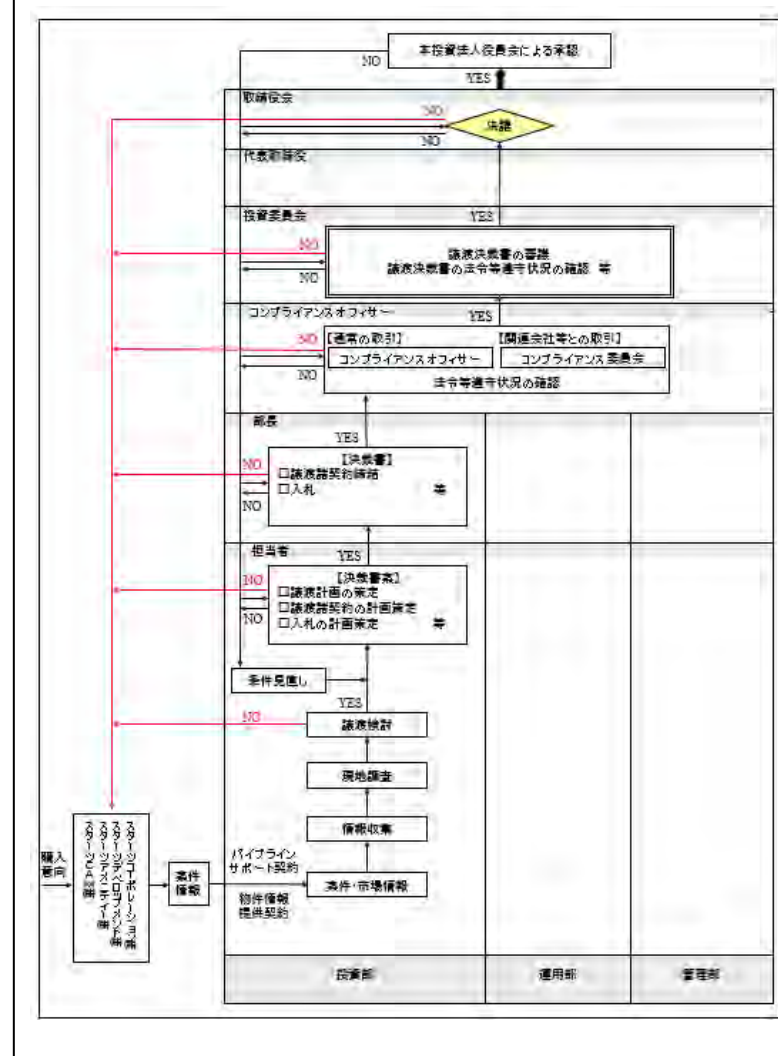 本投資法人役員会による承認
NO
YES
取締役会
NO
決議
NO
代表取締役
投資委員会
YES
NO
譲渡決裁書の審議
譲渡決裁書の法令等遵守状況の確認 等
NO
コンプライアンスオフィサー
YES
NO
【通常の取引】
【関連会社等との取引】
コンプライアンスオフィサー
コンプライアンス委員会
NO
法令等遵守状況の確認
部長
YES
【決裁書】
NO
□譲渡諸契約締結
□入札 等
NO
担当者
YES
【決裁書案】
NO
□譲渡計画の策定
□譲渡諸契約の計画策定
NO
□入札の計画策定 等
条件見直し
YES
NO
譲渡検討
現地調査
情報収集
購入
意向
スターツコーポレーション㈱
スターツデベロップメント㈱
スターツアメニティー㈱
スターツCAM㈱
案件
情報
パイプライン
サポート契約
物件情報
提供契約
案件・市場情報
投資部
運用部
管理部